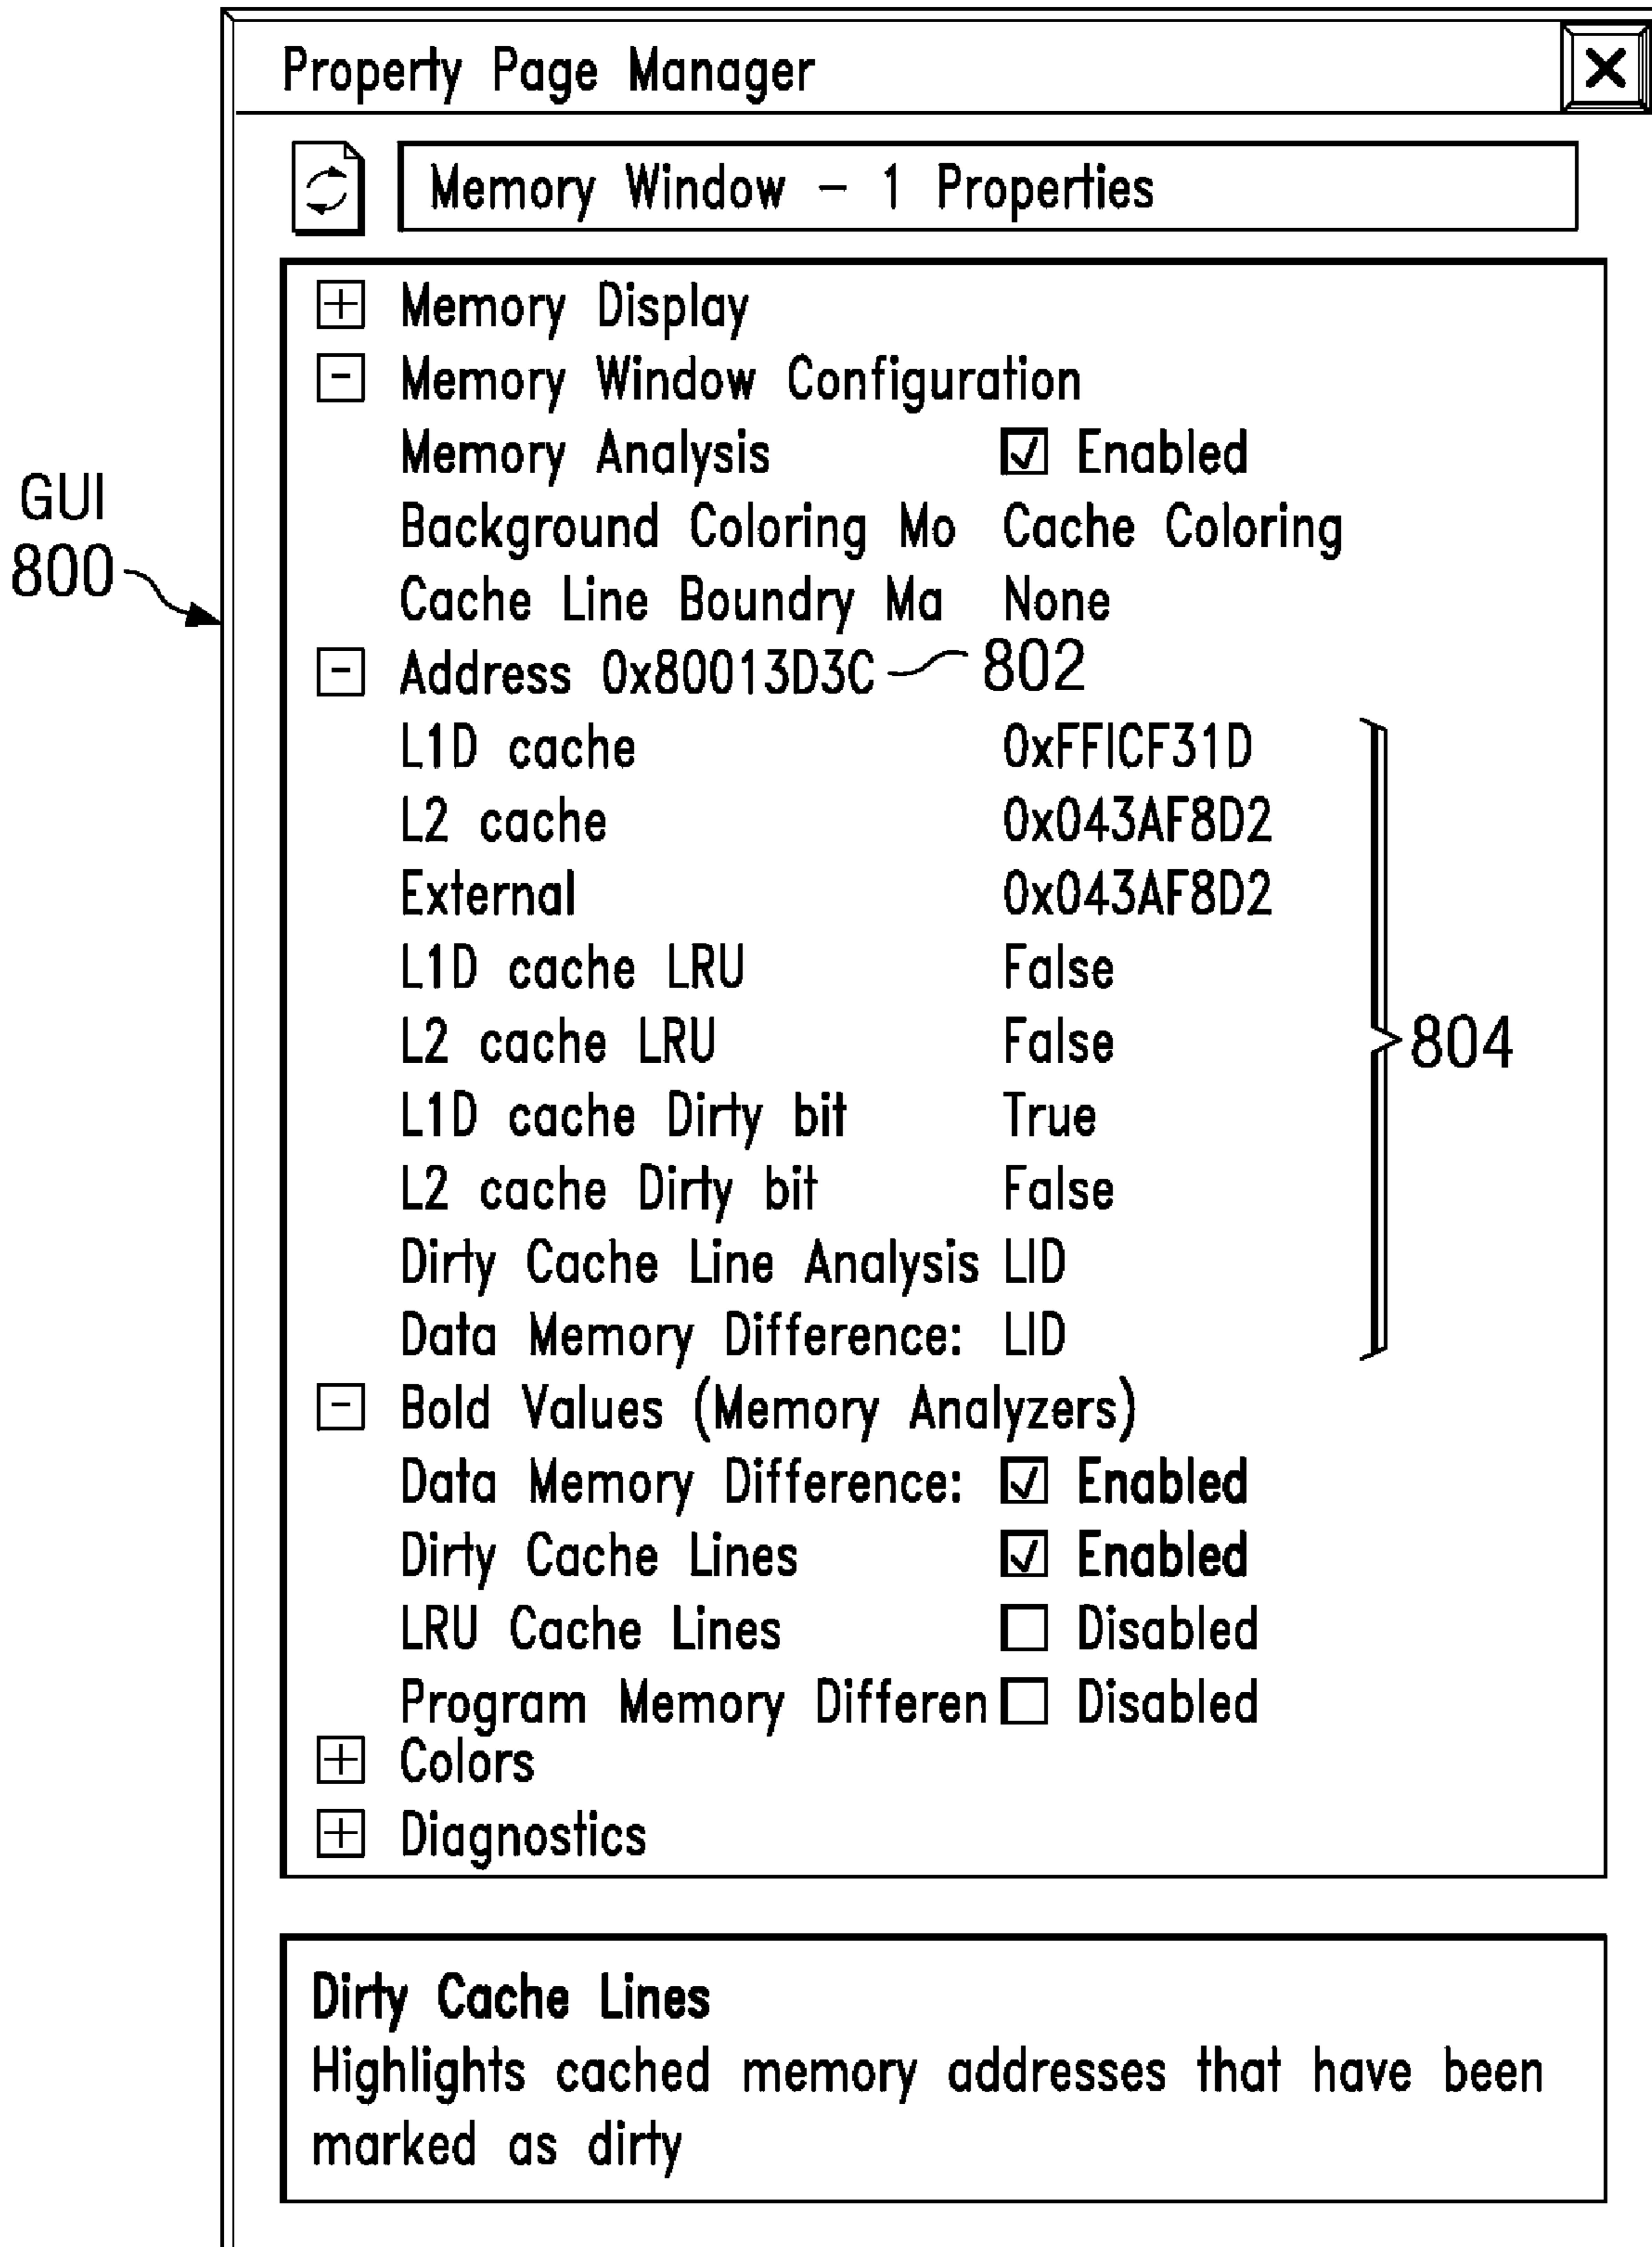 Property Page Manager
Memory Window - 1 Properties
Memory Display
Memory Window Configuration
Memory Analysis Enabled
Background Coloring Mo Cache Coloring
Cache Line Boundry Ma None
GUI
800
Address 0x80013D3C 802
L1D cache 0xFFICF31D
L2 cache 0x043AF8D2
External 0x043AF8D2
L1D cache LRU False
L2 cache LRU False
804
L1D cache Dirty bit True
L2 cache Dirty bit False
Dirty Cache Line Analysis LID
Data Memory Difference: LID
Bold Values (Memory Analyzers)
Data Memory Difference: Enabled
Dirty Cache Lines Enabled
LRU Cache Lines Disabled
Program Memory Differen Disabled
Colors
Diagnostics
Dirty Cache Lines
Highlights cached memory addresses that have been
marked as dirty